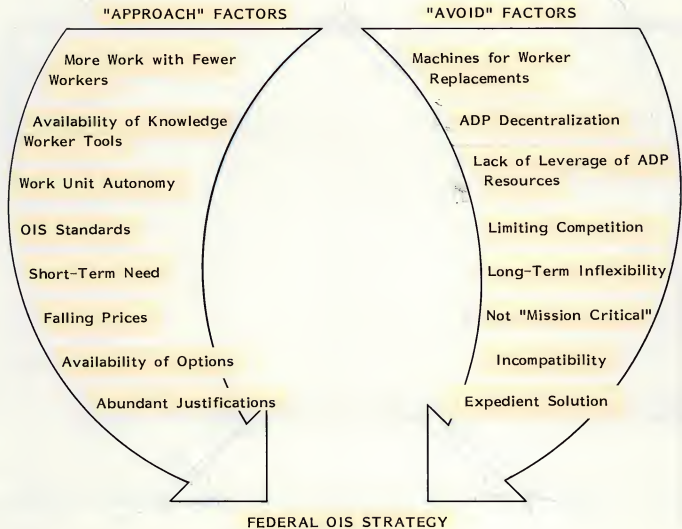 "APPROACH" FACTORS
More Work with Fewer
Workers
Availability of Knowledge
Worker Tools
Work Unit Autonomy
OIS Standards
Short-Term Need
Falling Prices
Availability of Options
Abundant Justifications
"AVOID" FACTORS
Machines for Worker
Replacements
ADP Decentralization
Lack of Leverage of ADP
Resources
Limiting Competition
Long-Term Inflexibility
Not "Mission Critical"
Incompatibility
Expedient Solution
FEDERAL OIS STRATEGY